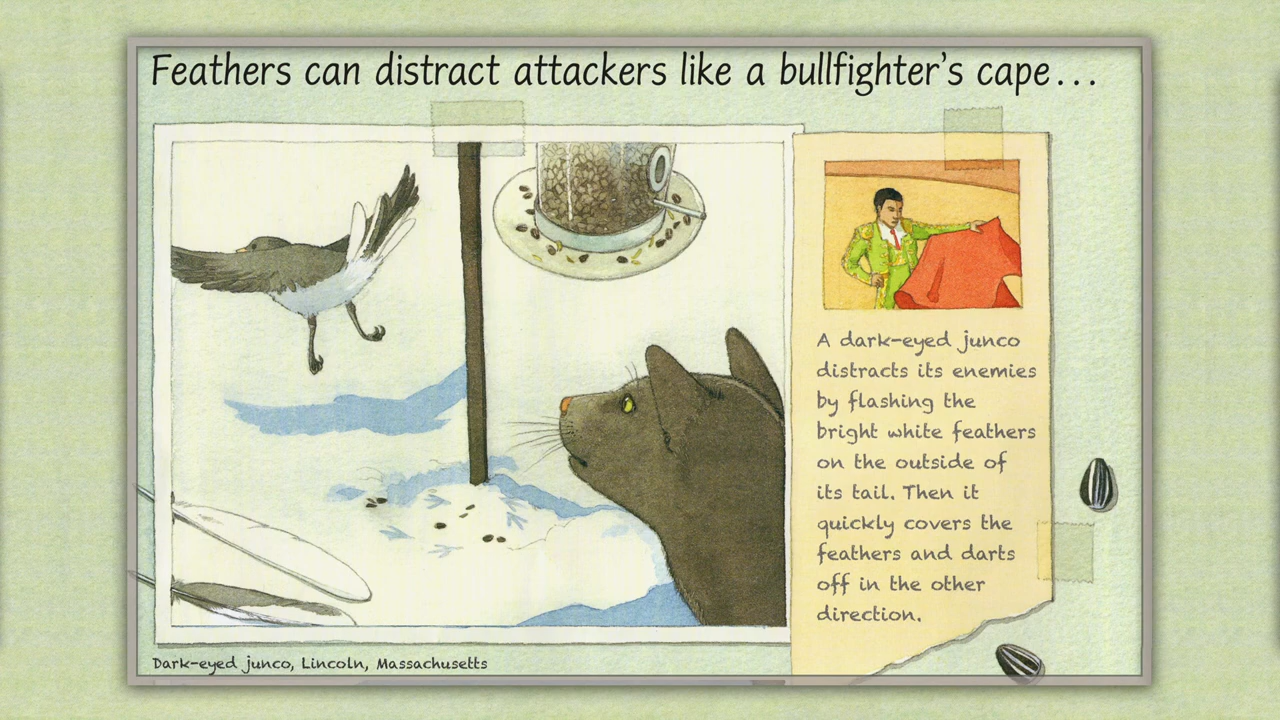 Feathers can distract attackers like a bullfighter's cape...
A dark-eyed junco
distracts its enemies
by flashing the
bright white feathers
on the outside of
its tail. Then it
quickly covers the
feathers and darts
off in the other
direction.
Dark-eyed junco, Lincoln, Massachusetts